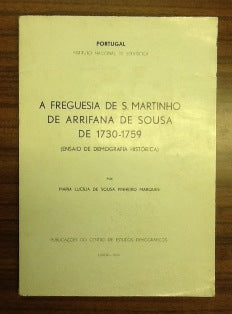 PORTUGAL
INSTITUTO NACIONAL DE ESTATÍSTICA
A FREGUESIA DE S. MARTINHO
DE ARRIFANA DE SOUSA
DE 1730-1759
(ENSAIO DE DEMOGRAFIA HISTÓRICA)
POR
MARIA LUCÍLIA DE SOUSA PINHEIRO MARQUES
PUBLICAÇÕES DO CENTRO DE ESTUDOS DEMOGRÁFICOS
LISBOA